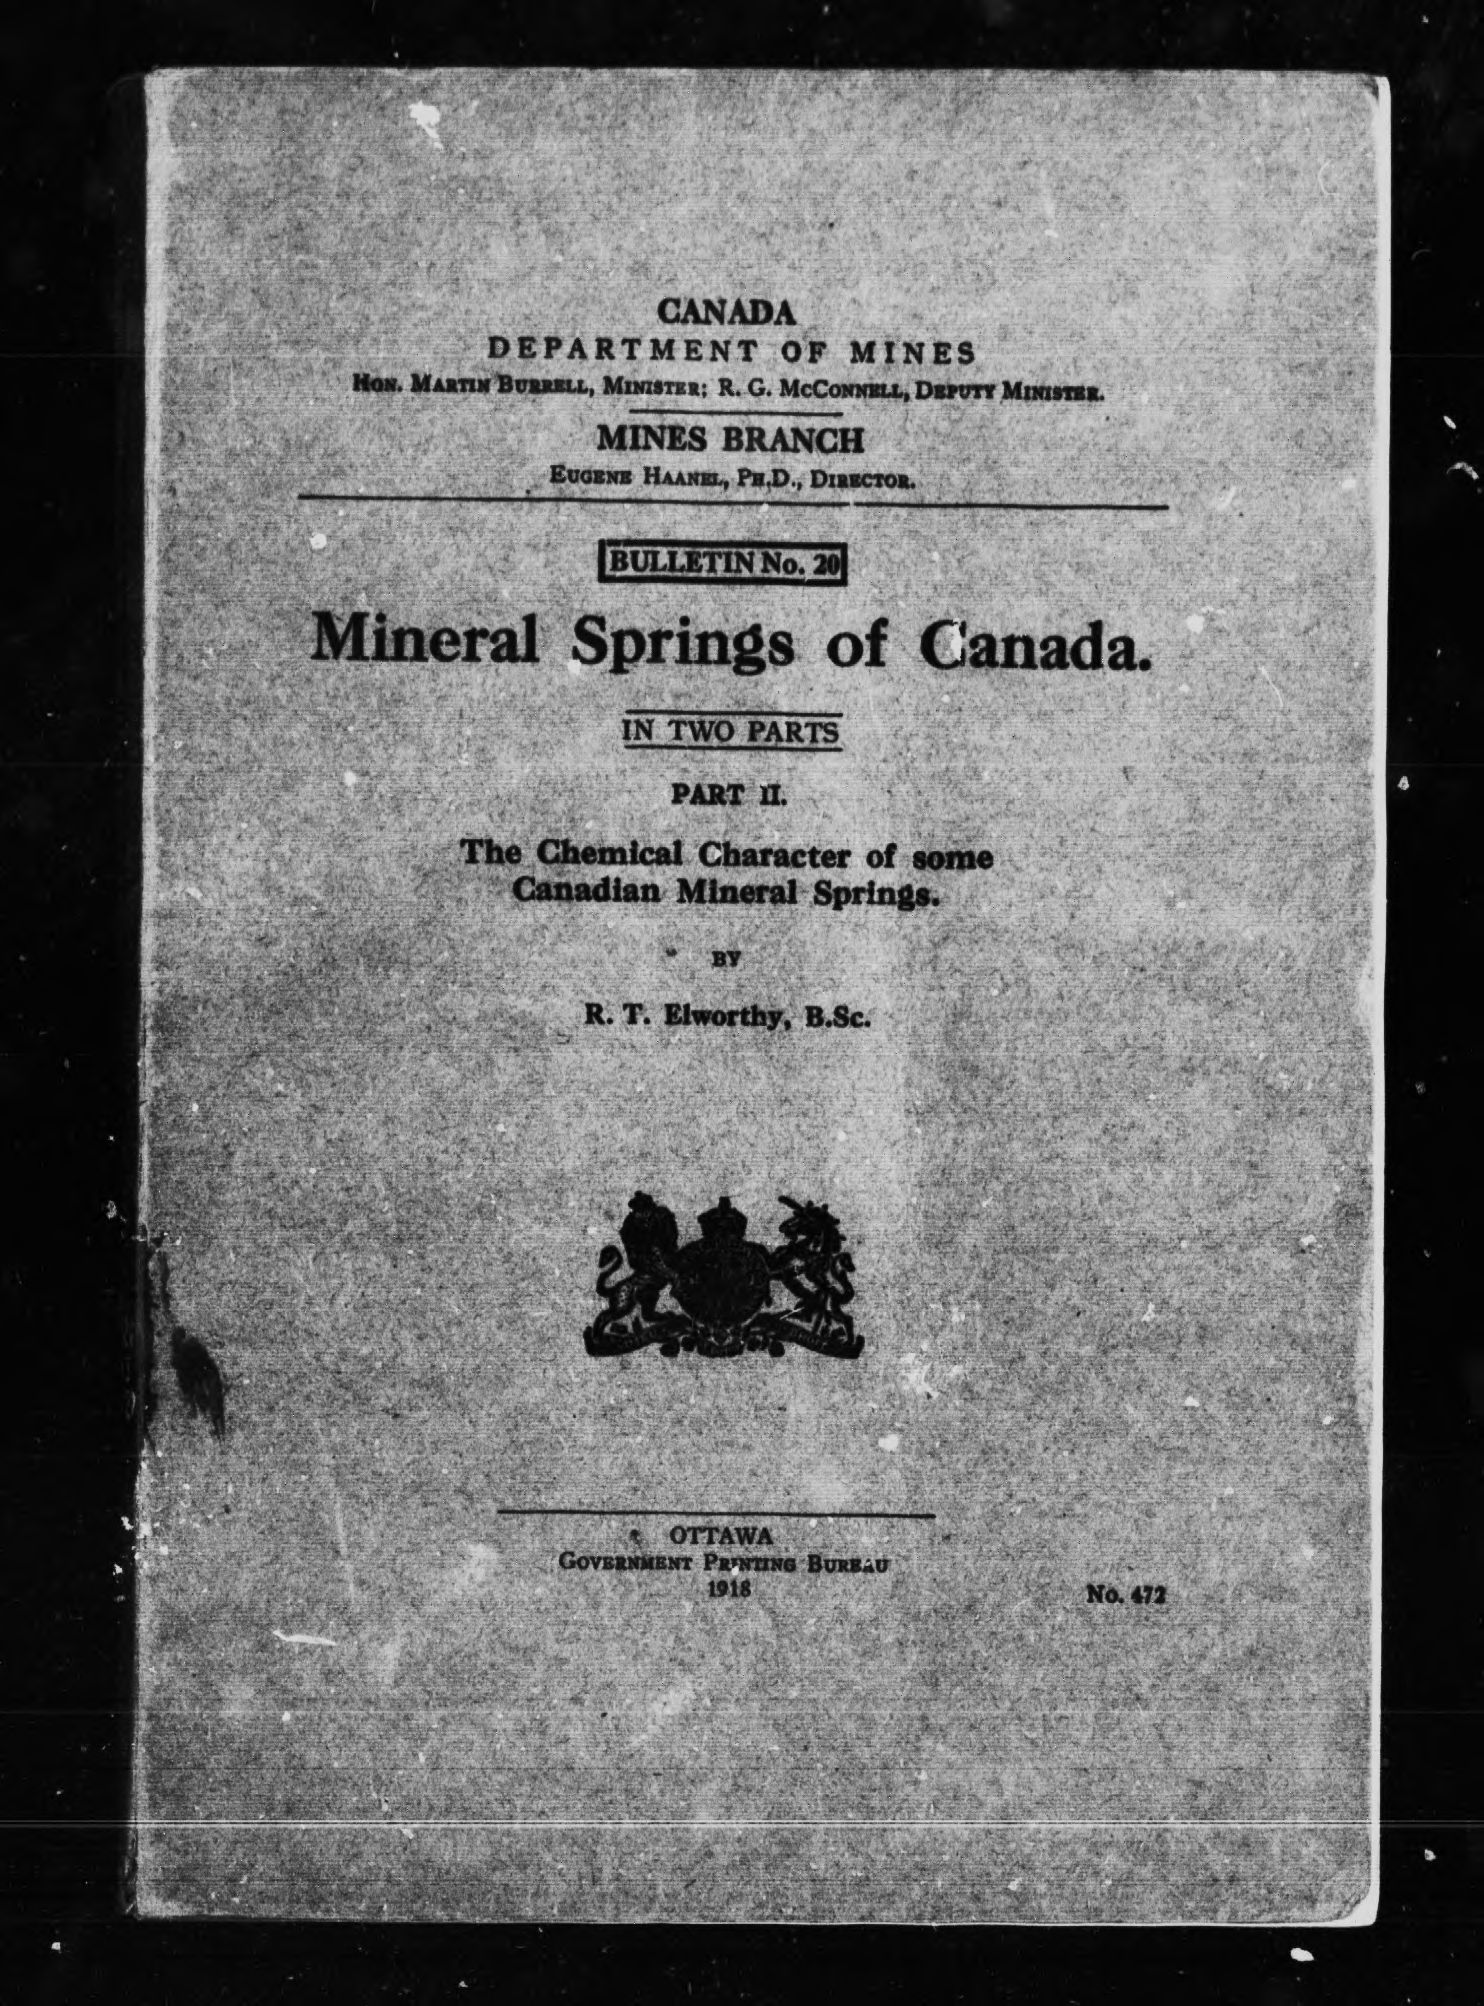 CANADA
DEPARTMENT OF MINES
HON. MARTIN BURRELL, MINISTER; R. G. MCCONNELL, DEPUTY MINISTER.
MINES BRANCH
EUGENE HAANEL, PH.D., DIRECTOR.
BULLETIN No. 20
Mineral Springs of Canada.
IN TWO PARTS
PART II.
The Chemical Character of some
Canadian Mineral Springs.
BY
R. T. Elworthy, B.Sc.
OTTAWA
GOVERNMENT PRINTING BUREAU
1918
No. 472